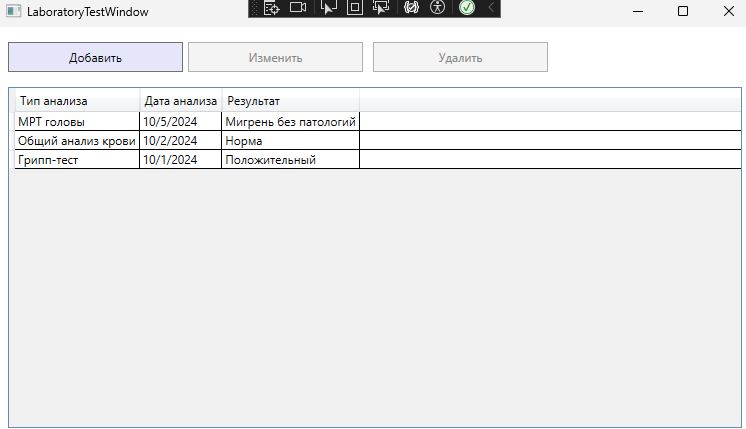 LaboratoryTestWindow
Добавить Изменить Удалить
Тип анализа Дата анализа Результат
МРТ головы 10/5/2024 Мигрень без патологий
Общий анализ крови 10/2/2024 Норма
Грипп-тест 10/1/2024 Положительный